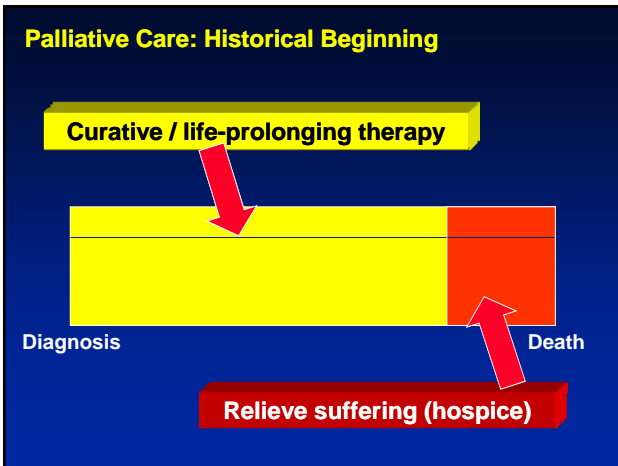 Palliative Care: Historical Beginning
Curative / life-prolonging therapy
Diagnosis
Death
Relieve suffering (hospice)